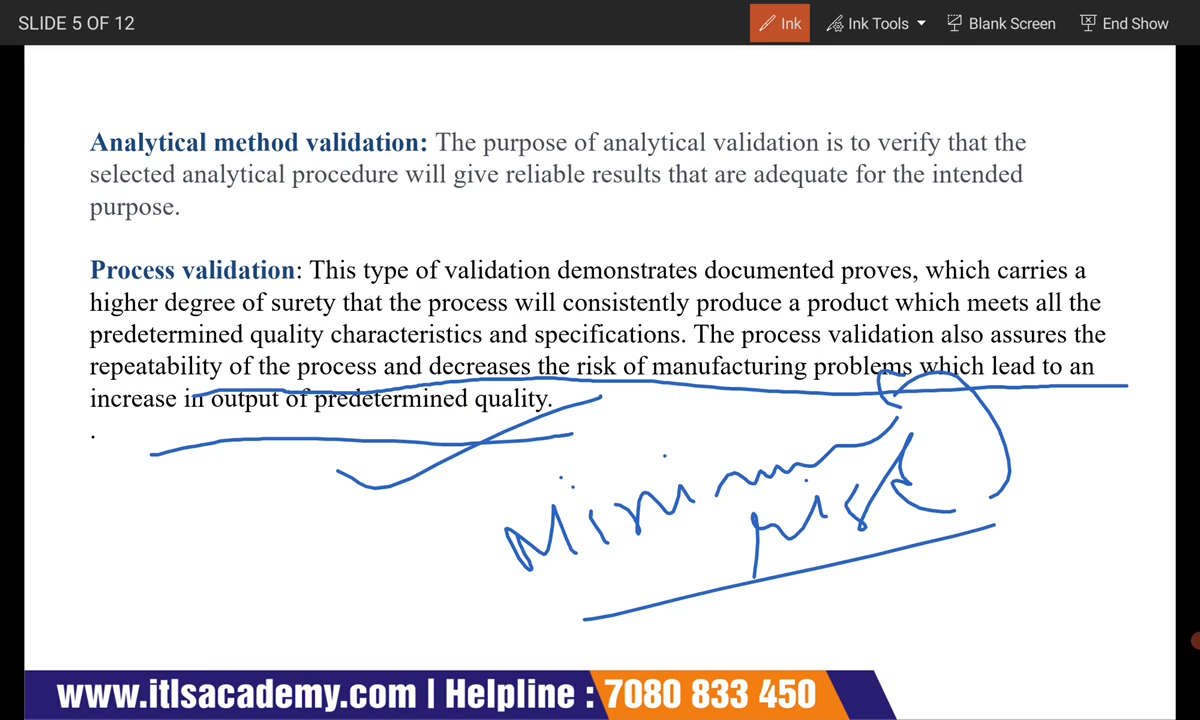 SLIDE 5 OF 12
Ink
Ink Tools
Blank Screen
End Show
Analytical method validation: The purpose of analytical validation is to verify that the
selected analytical procedure will give reliable results that are adequate for the intended
purpose.
Process validation: This type of validation demonstrates documented proves, which carries a
higher degree of surety that the process will consistently produce a product which meets all the
predetermined quality characteristics and specifications. The process validation also assures the
repeatability of the process and decreases the risk of manufacturing problems which lead to an
increase in output of predetermined quality.
.
Minimum
risk
www.itlsacademy.com | Helpline : 7080 833 450